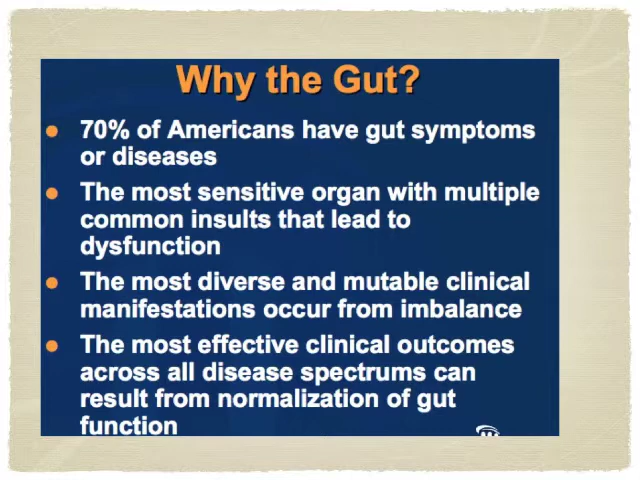 Why the Gut?
70% of Americans have gut symptoms
or diseases
The most sensitive organ with multiple
common insults that lead to
dysfunction
The most diverse and mutable clinical
manifestations occur from imbalance
The most effective clinical outcomes
across all disease spectrums can
result from normalization of gut
function